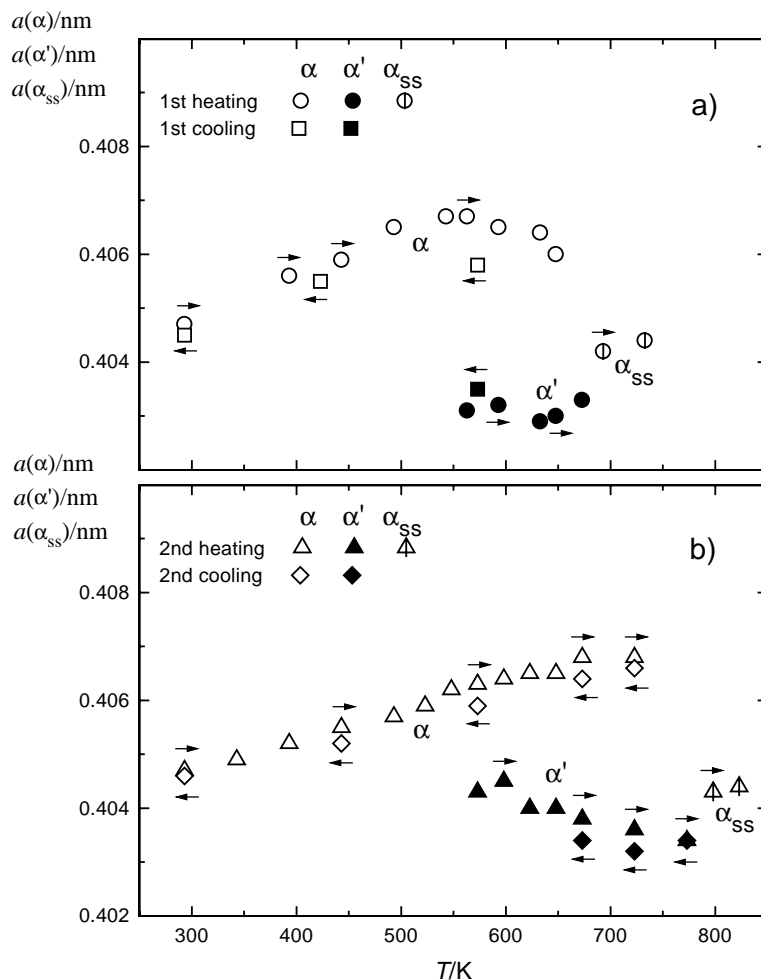 a(α)/nm
a(α')/nm
a(αss)/nm
α α' αss
1st heating
1st cooling
a)
0.408
0.406
0.404
α
α'
αss
a(α)/nm
a(α')/nm
a(αss)/nm
α α' αss
2nd heating
2nd cooling
b)
0.408
0.406
0.404
0.402
α
α'
αss
300 400 500 600 700 800
T/K